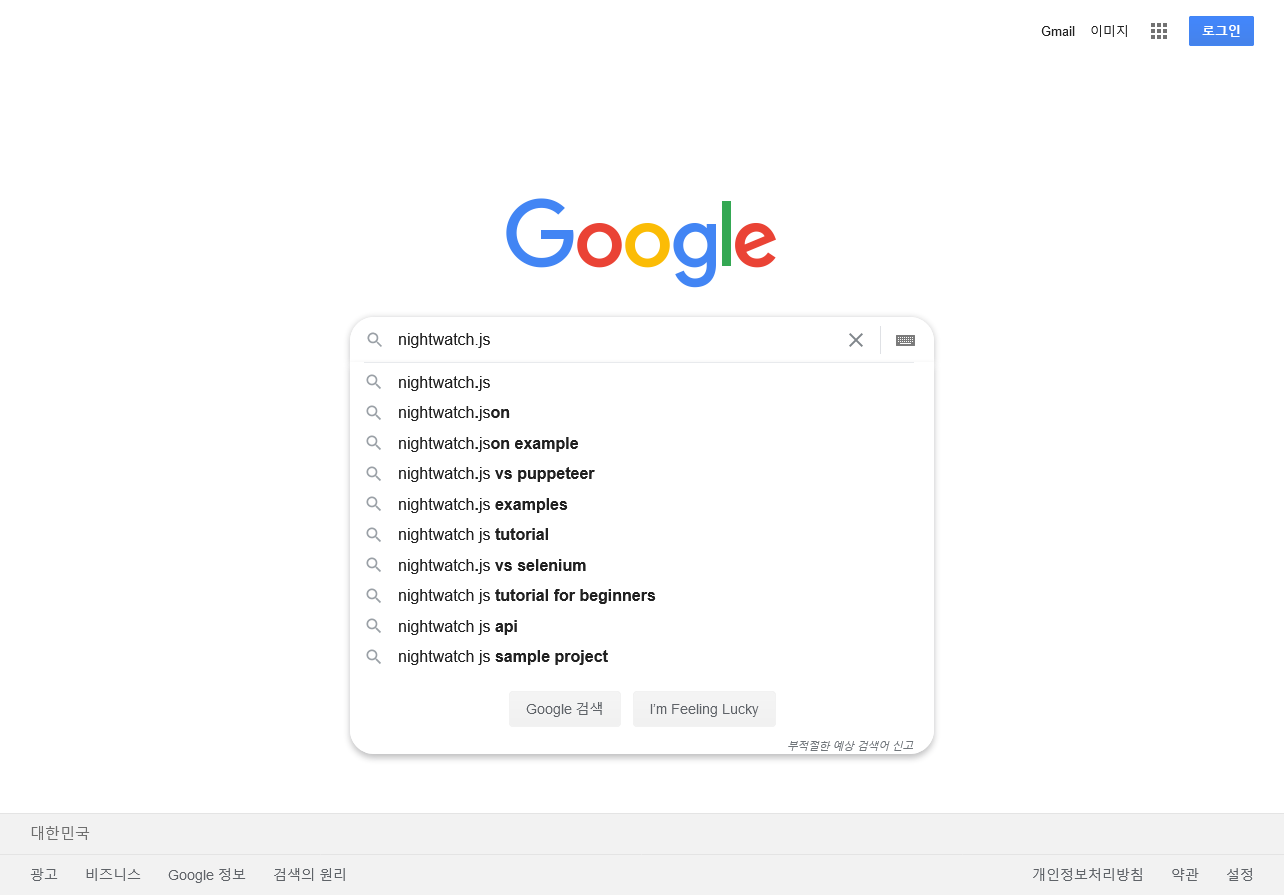 Gmail 이미지 로그인
Google
nightwatch.js
nightwatch.js
nightwatch.json
nightwatch.json example
nightwatch.js vs puppeteer
nightwatch.js examples
nightwatch js tutorial
nightwatch.js vs selenium
nightwatch js tutorial for beginners
nightwatch js api
nightwatch js sample project
Google 검색 I'm Feeling Lucky
부적절한 예상 검색어 신고
대한민국
광고 비즈니스 Google 정보 검색의 원리 개인정보처리방침 약관 설정